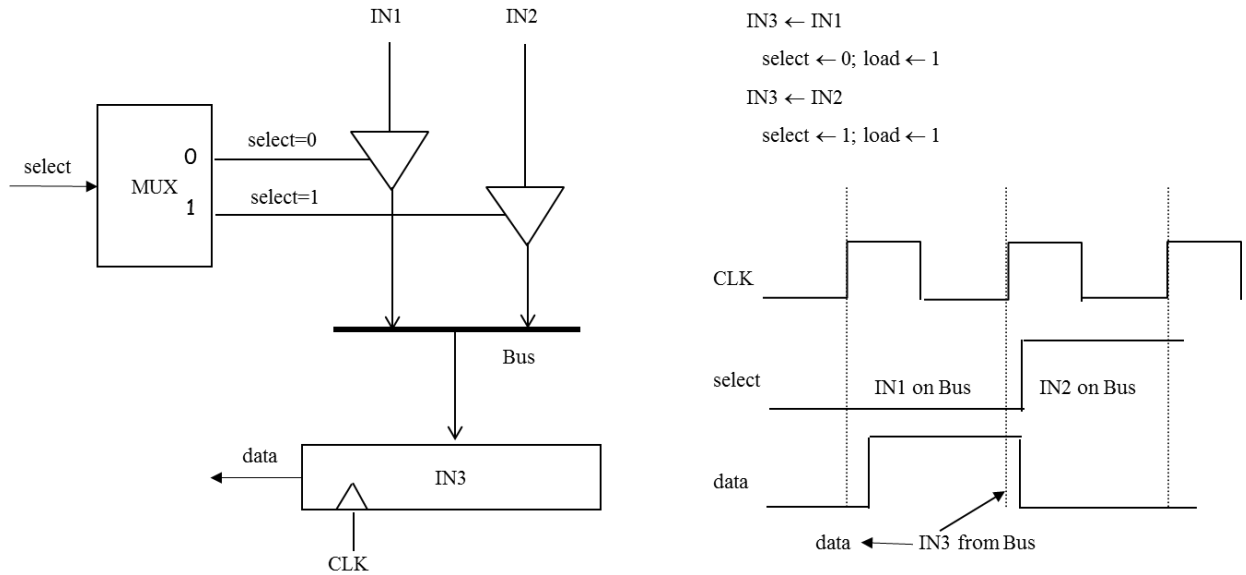 IN1
IN2
select
MUX
0
1
select=0
select=1
Bus
data
IN3
CLK
IN3 ← IN1
select ← 0; load ← 1
IN3 ← IN2
select ← 1; load ← 1
CLK
select
IN1 on Bus
IN2 on Bus
data
data
IN3 from Bus